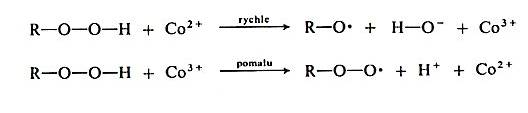 R—O—O—H + Co²⁺ rychle → R—O• + H—O⁻ + Co³⁺
R—O—O—H + Co³⁺ pomalu → R—O—O• + H⁺ + Co²⁺